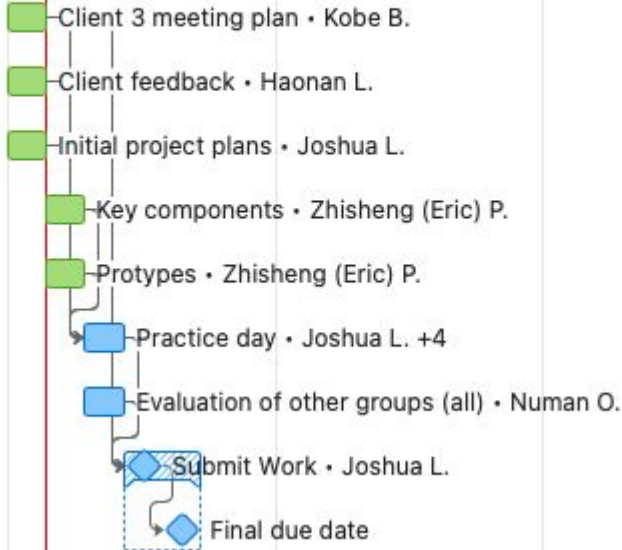 Client 3 meeting plan • Kobe B.
Client feedback • Haonan L.
Initial project plans • Joshua L.
Key components • Zhisheng (Eric) P.
Protypes • Zhisheng (Eric) P.
Practice day • Joshua L. +4
Evaluation of other groups (all) • Numan O.
Submit Work • Joshua L.
Final due date